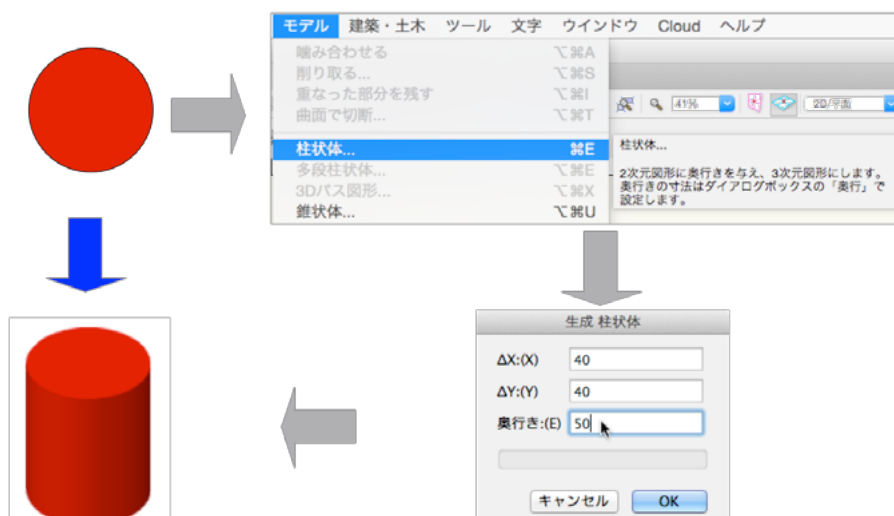 モデル 建築・土木 ツール 文字 ウインドウ Cloud ヘルプ
噛み合わせる ⌥⌘A
削り取る... ⌥⌘S
重なった部分を残す ⌥⌘I
曲面で切断... ⌥⌘T
41% 2D/平面
柱状体... ⌘E
多段柱状体... ⌥⌘E
3Dパス図形... ⌥⌘X
錐状体... ⌥⌘U
柱状体...
2次元図形に奥行きを与え、3次元図形にします。
奥行きの寸法はダイアログボックスの「奥行」で
設定します。
生成 柱状体
ΔX:(X) 40
ΔY:(Y) 40
奥行き:(E) 50
キャンセル OK